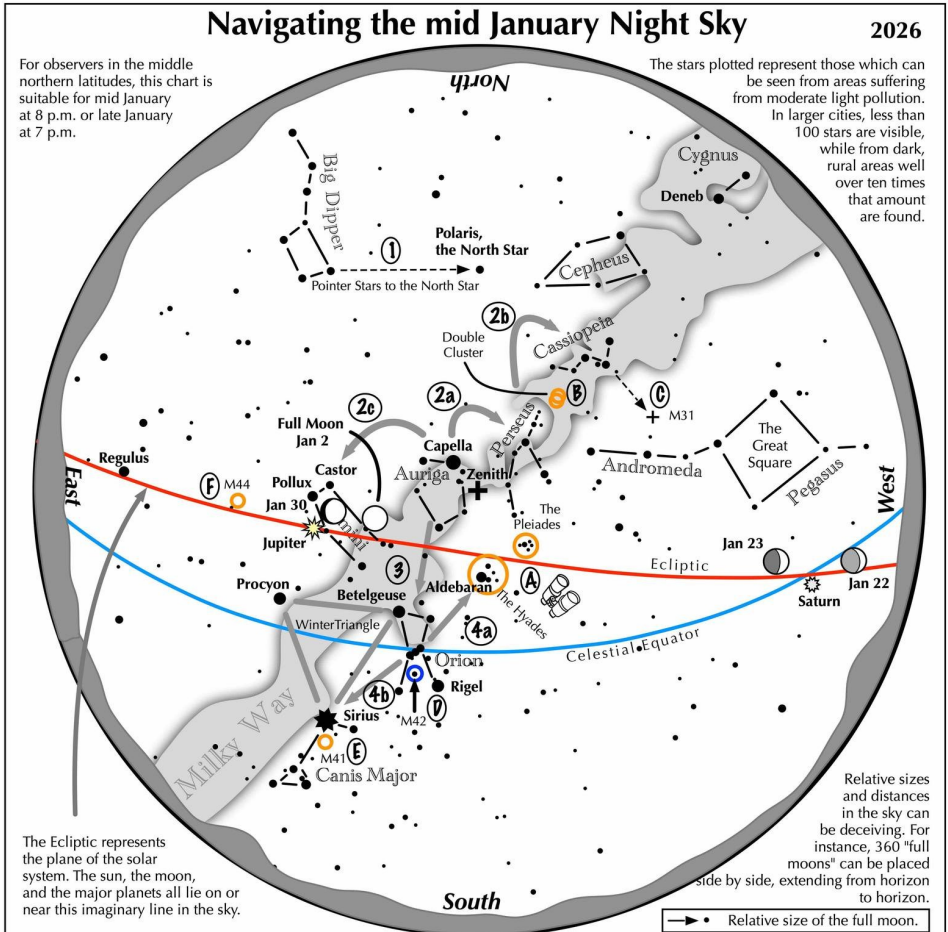 Navigating the mid January Night Sky
2026
For observers in the middle
northern latitudes, this chart is
suitable for mid January
at 8 p.m. or late January
at 7 p.m.
The stars plotted represent those which can
be seen from areas suffering
from moderate light pollution.
In larger cities, less than
100 stars are visible,
while from dark,
rural areas well
over ten times
that amount
are found.
North
Cygnus
Deneb
Big Dipper
1
Polaris,
the North Star
Pointer Stars to the North Star
Cepheus
2b
Double
Cluster
Cassiopeia
B
C
M31
2c
2a
Full Moon
Jan 2
Perseus
Capella
Auriga
Zenith
Andromeda
The
Great
Square
Pegasus
East
West
Regulus
F
M44
Castor
Pollux
Jan 30
Jupiter
The
Pleiades
Ecliptic
Jan 23
Jan 22
Saturn
3
Procyon
Betelgeuse
Aldebaran
A
The Hyades
Winter Triangle
4a
Celestial Equator
Orion
4b
Rigel
D
M42
Sirius
M41
E
Canis Major
Milky Way
The Ecliptic represents
the plane of the solar
system. The sun, the moon,
and the major planets all lie on or
near this imaginary line in the sky.
South
Relative sizes
and distances
in the sky can
be deceiving. For
instance, 360 "full
moons" can be placed
side by side, extending from horizon
to horizon.
Relative size of the full moon.